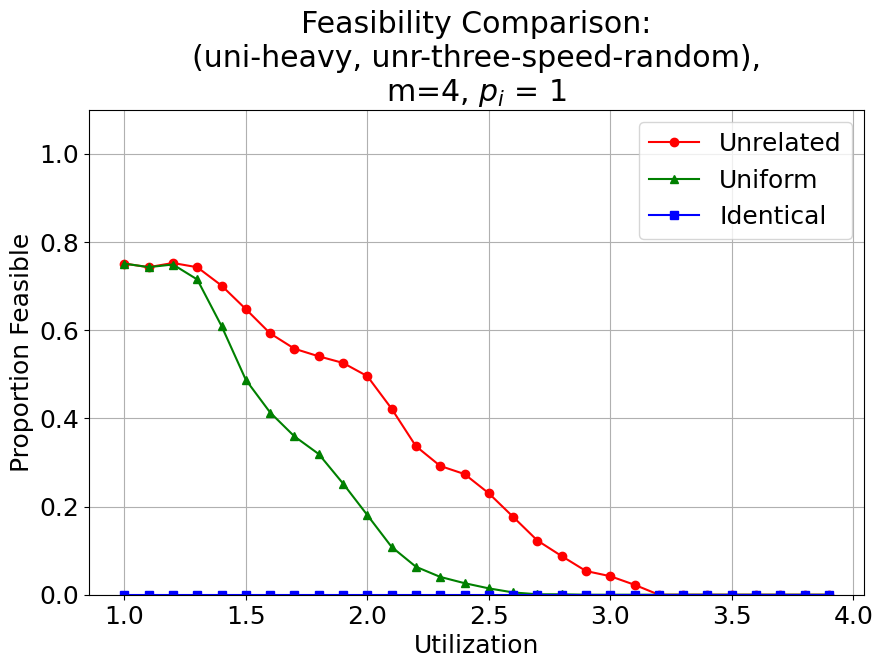 Feasibility Comparison:
(uni-heavy, unr-three-speed-random),
m=4, $p_i$ = 1
Unrelated
Uniform
Identical
Proportion Feasible
1.0
0.8
0.6
0.4
0.2
0.0
1.0 1.5 2.0 2.5 3.0 3.5 4.0
Utilization